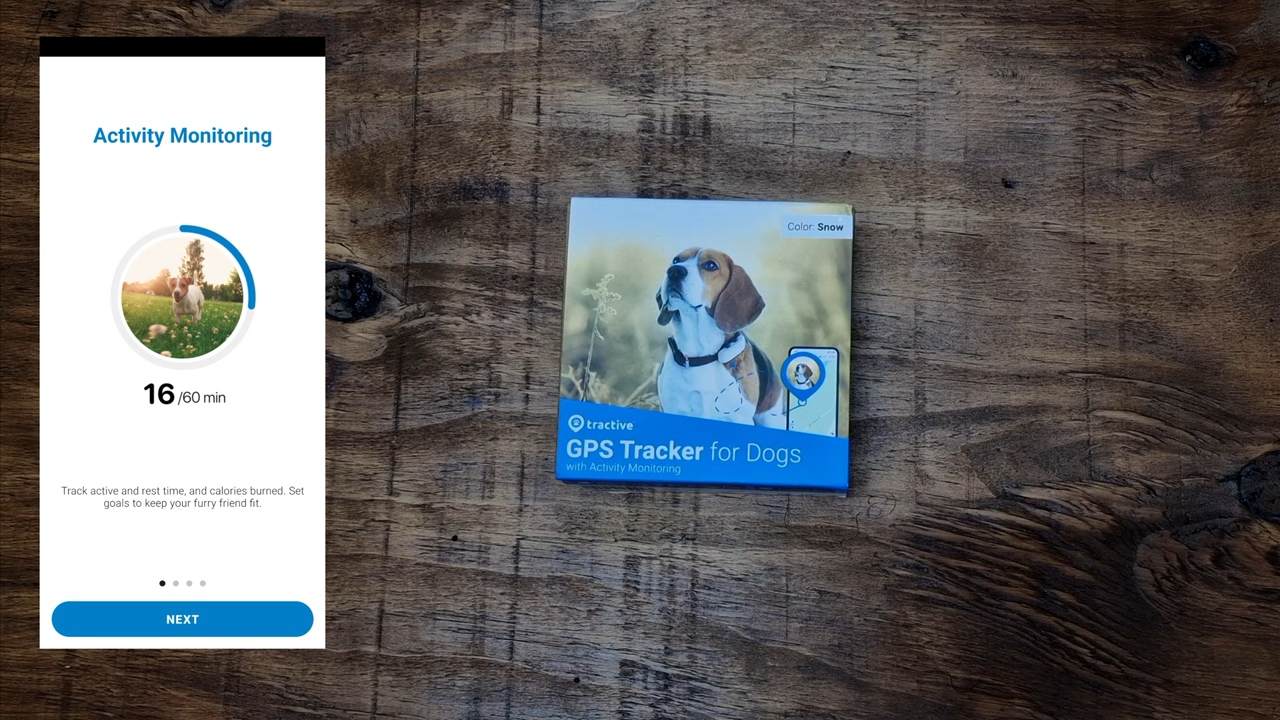 Activity Monitoring
16 /60 min
Track active and rest time, and calories burned. Set
goals to keep your furry friend fit.
NEXT
Color: Snow
tractive
GPS Tracker for Dogs
with Activity Monitoring